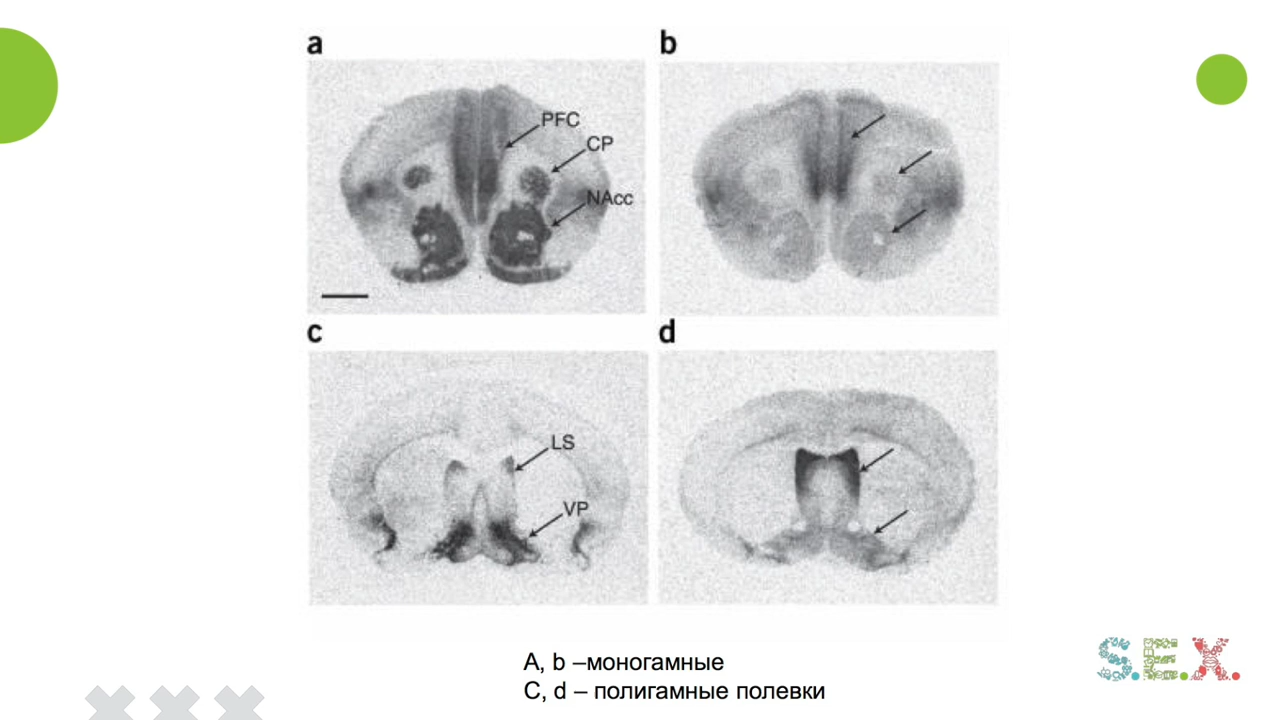 a
b
PFC
CP
NAcc
c
d
LS
VP
A, b –моногамные
C, d – полигамные полевки
S.E.X.